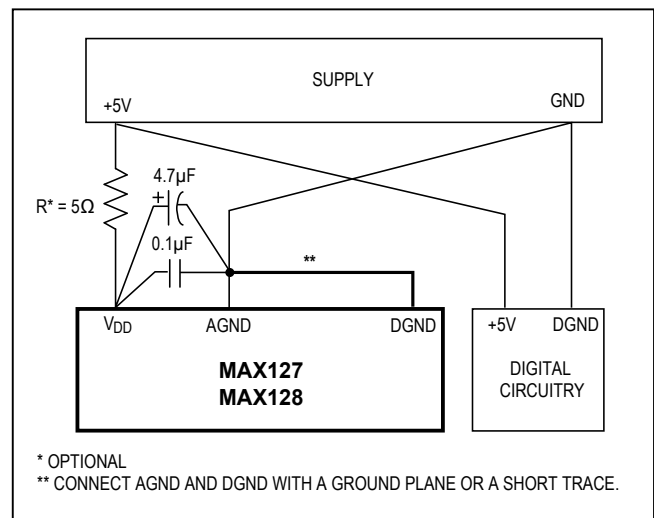 SUPPLY
+5V
GND
4.7µF
+
R* = 5Ω
0.1µF
**
VDD
AGND
DGND
+5V
DGND
MAX127
MAX128
DIGITAL
CIRCUITRY
* OPTIONAL
** CONNECT AGND AND DGND WITH A GROUND PLANE OR A SHORT TRACE.